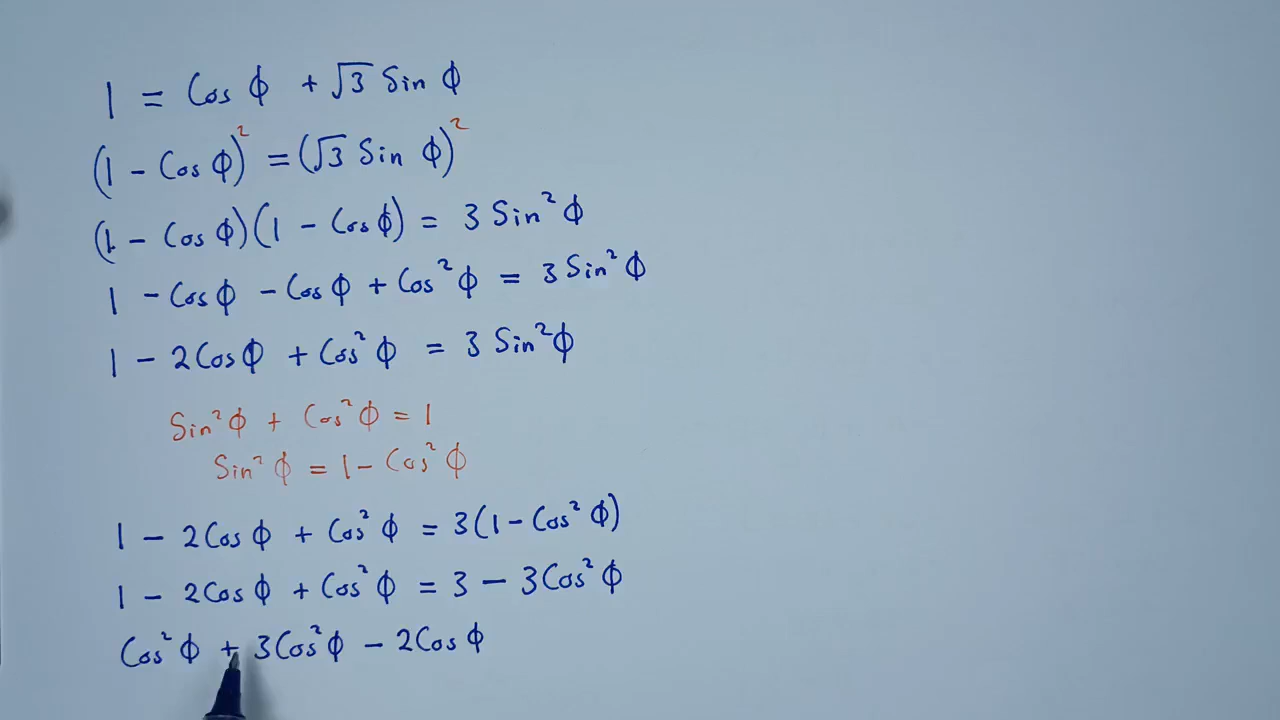 1 = Cos ϕ + √3 Sin ϕ
(1 - Cos ϕ)² = (√3 Sin ϕ)²
(1 - Cos ϕ)(1 - Cos ϕ) = 3 Sin² ϕ
1 - Cos ϕ - Cos ϕ + Cos² ϕ = 3 Sin² ϕ
1 - 2Cos ϕ + Cos² ϕ = 3 Sin² ϕ
Sin² ϕ + Cos² ϕ = 1
Sin² ϕ = 1 - Cos² ϕ
1 - 2Cos ϕ + Cos² ϕ = 3(1 - Cos² ϕ)
1 - 2Cos ϕ + Cos² ϕ = 3 - 3Cos² ϕ
Cos² ϕ + 3Cos² ϕ - 2Cos ϕ